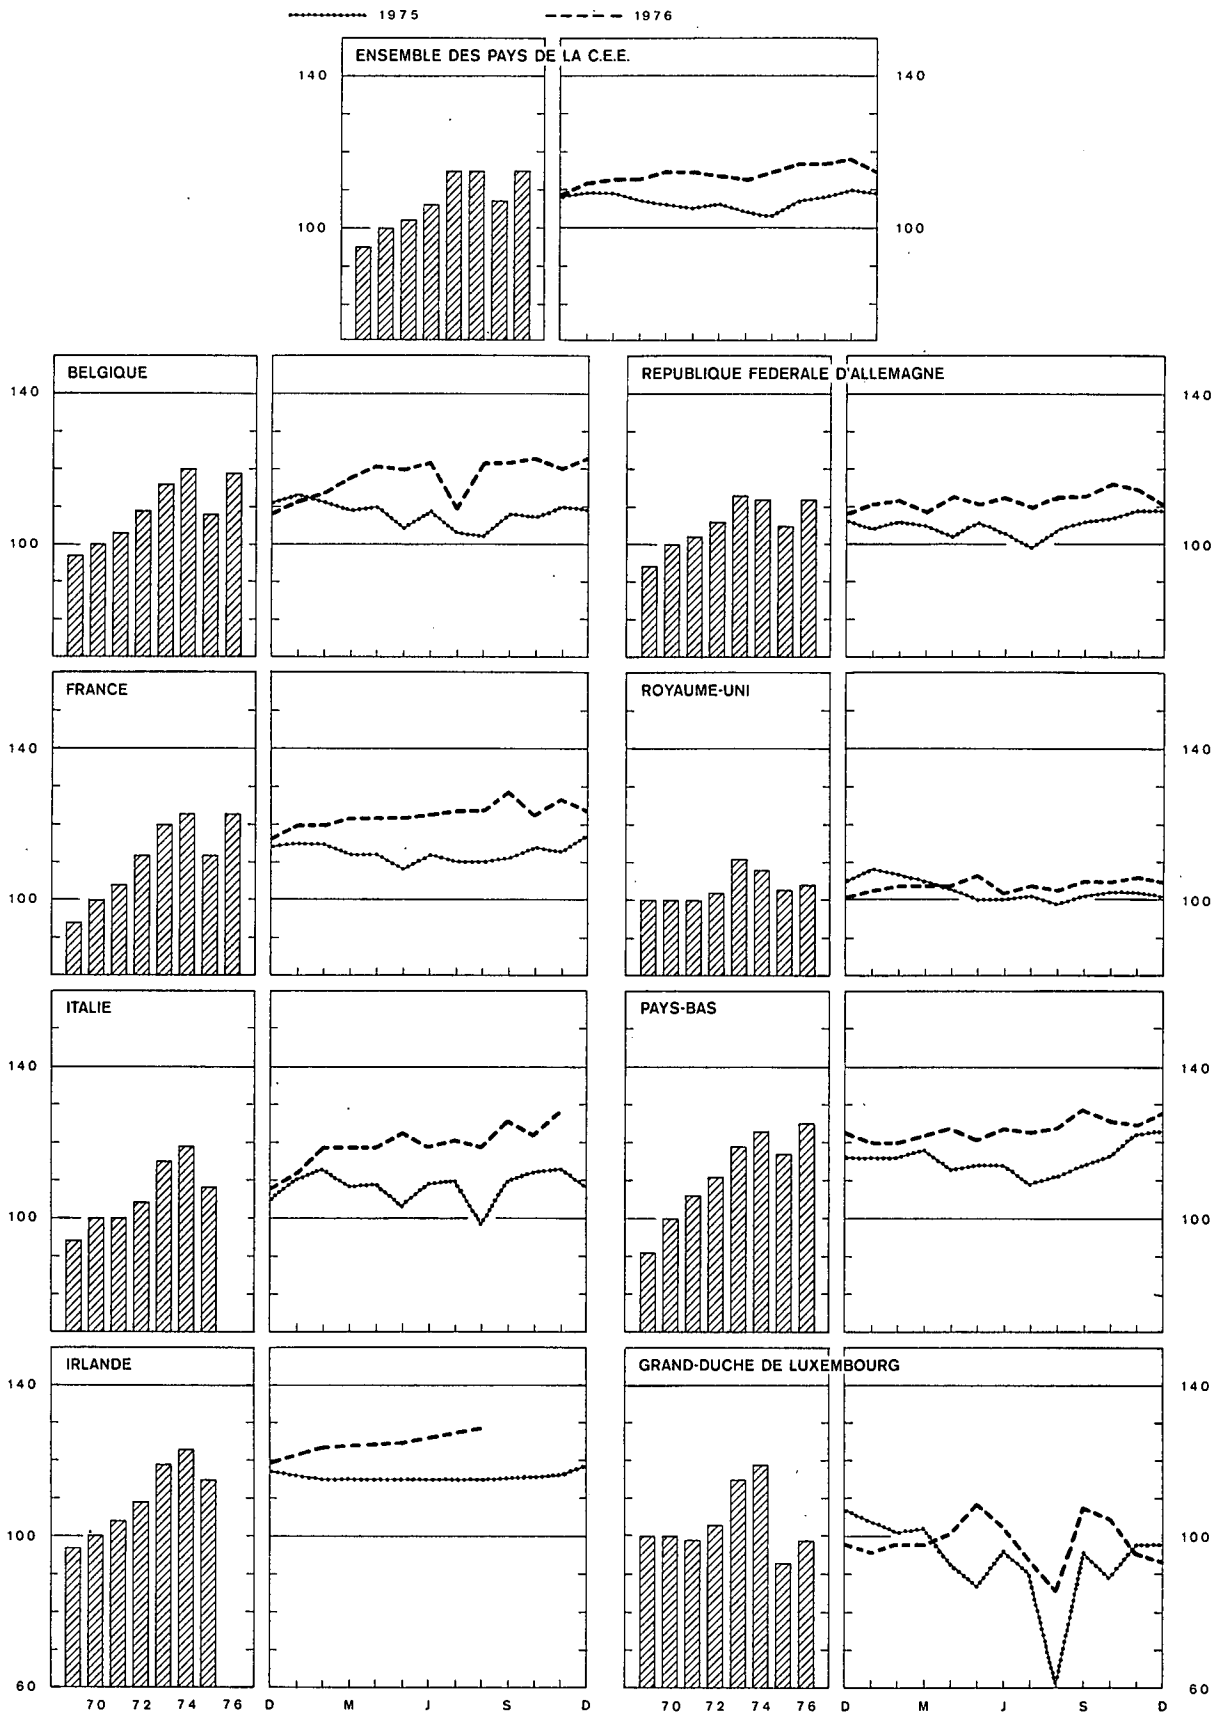 1975 1976
ENSEMBLE DES PAYS DE LA C.E.E.
140 140
100 100
BELGIQUE REPUBLIQUE FEDERALE D'ALLEMAGNE
140 140
100 100
FRANCE ROYAUME-UNI
140 140
100 100
ITALIE PAYS-BAS
140 140
100 100
IRLANDE GRAND-DUCHE DE LUXEMBOURG
140 140
100 100
60 60
70 72 74 76 D M J S D 70 72 74 76 D M J S D